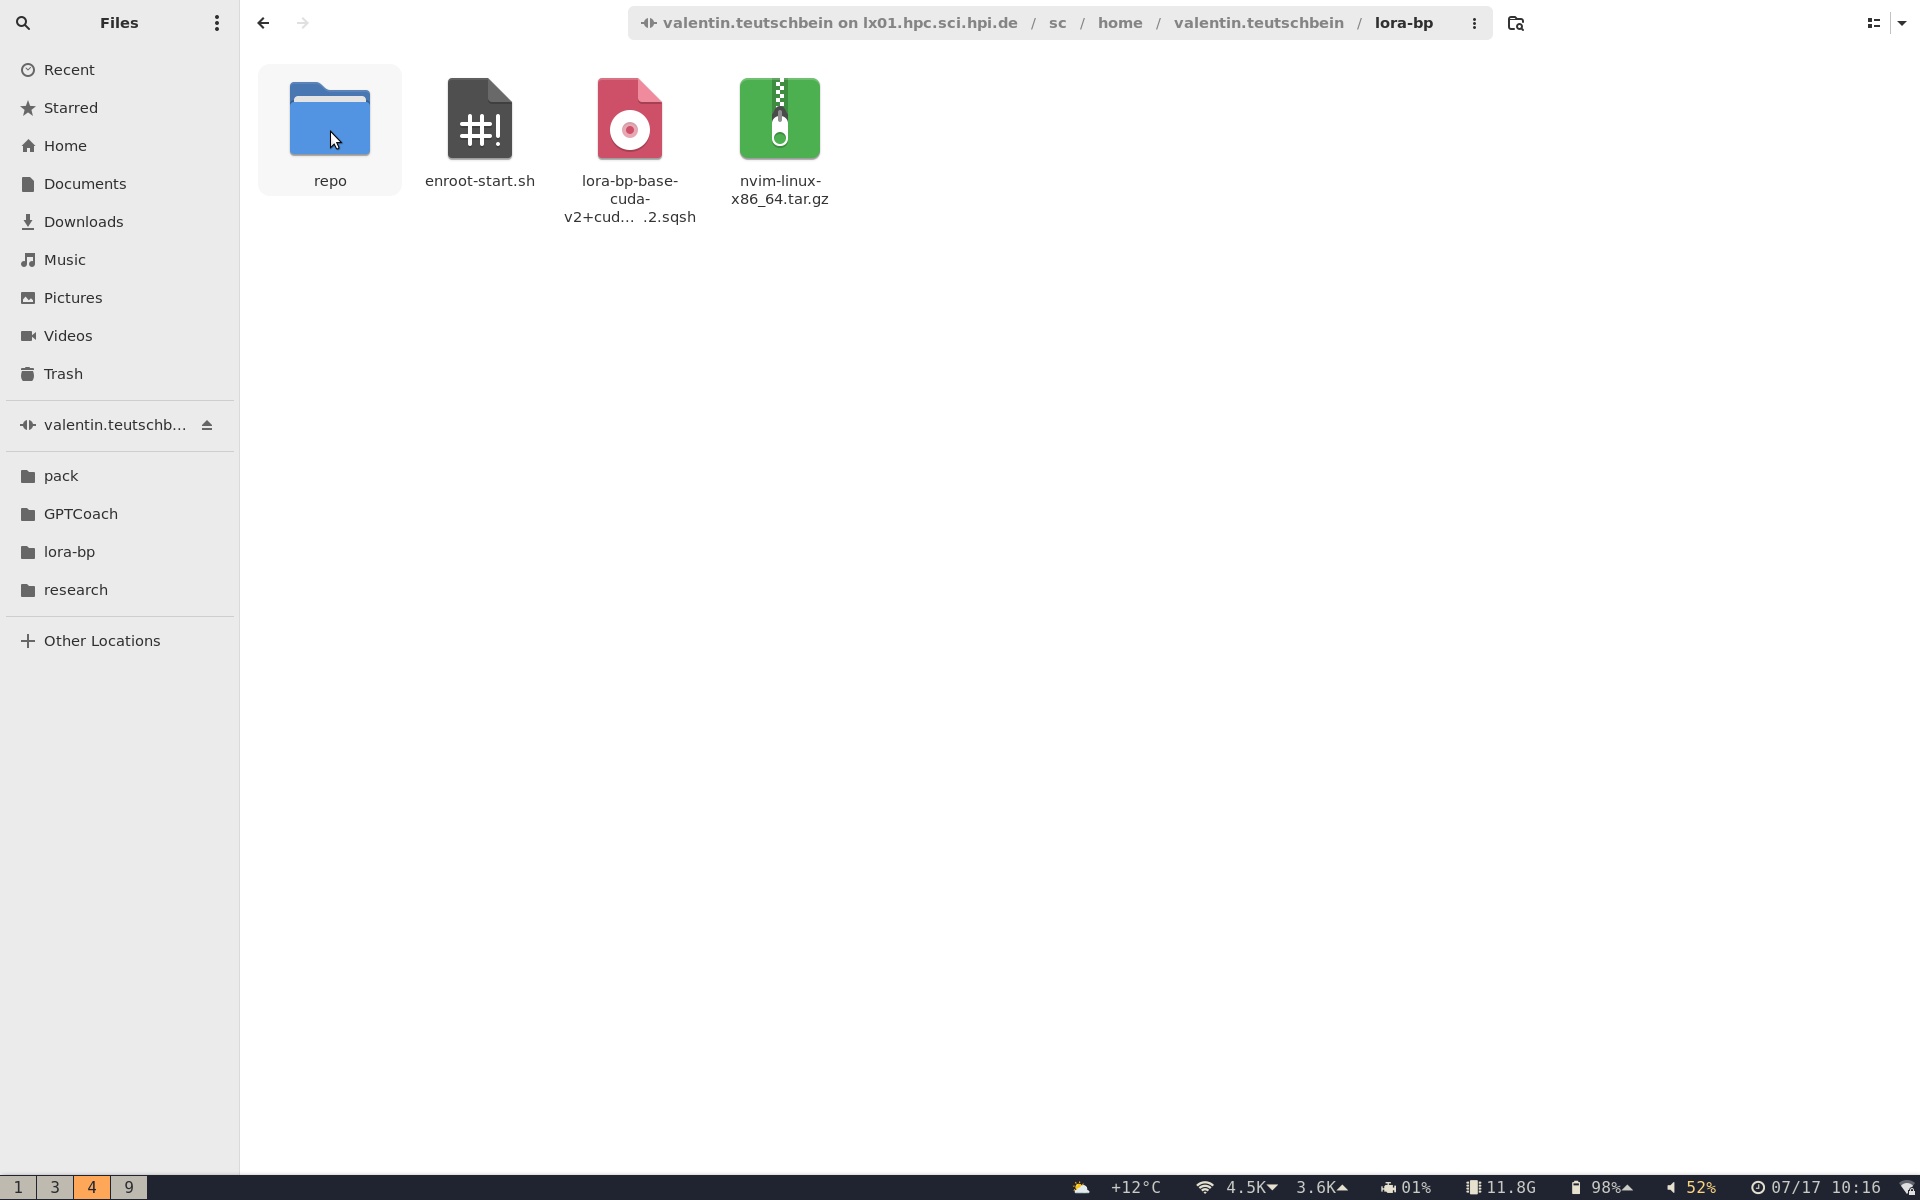 Files
valentin.teutschbein on lx01.hpc.sci.hpi.de / sc / home / valentin.teutschbein / lora-bp
Recent
Starred
Home
Documents
Downloads
Music
Pictures
Videos
Trash
valentin.teutschb...
pack
GPTCoach
lora-bp
research
Other Locations
repo
enroot-start.sh
#!
lora-bp-base-
cuda-
v2+cud... .2.sqsh
nvim-linux-
x86_64.tar.gz
1 3 4 9
+12°C 4.5K 3.6K 01% 11.8G 98% 52% 07/17 10:16